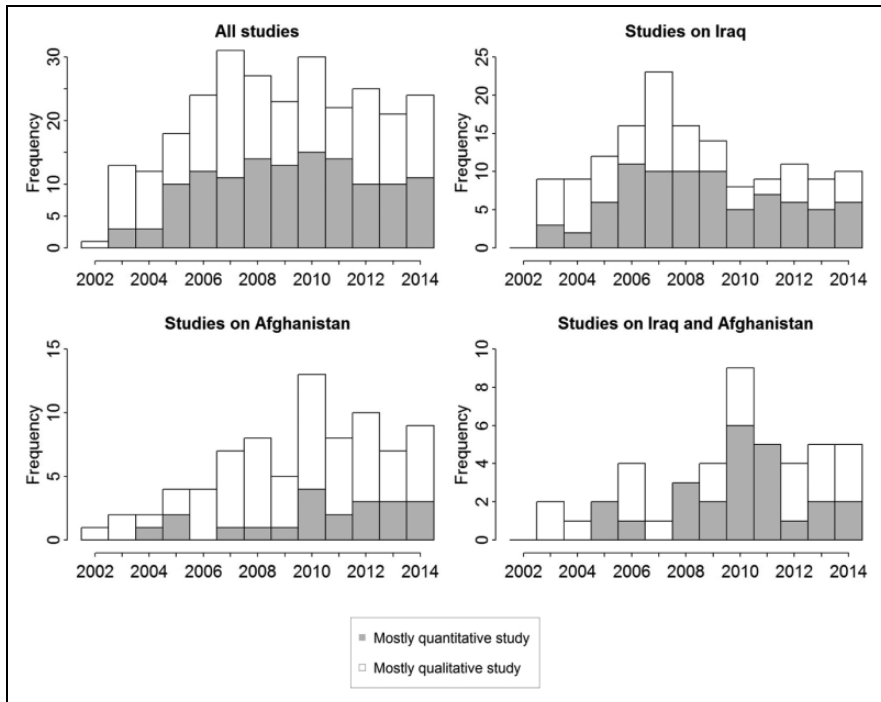 All studies
Frequency
0 10 20 30
2002 2004 2006 2008 2010 2012 2014
Studies on Iraq
Frequency
0 5 10 15 20 25
2002 2004 2006 2008 2010 2012 2014
Studies on Afghanistan
Frequency
0 5 10 15
2002 2004 2006 2008 2010 2012 2014
Studies on Iraq and Afghanistan
Frequency
0 2 4 6 8 10
2002 2004 2006 2008 2010 2012 2014
Mostly quantitative study
Mostly qualitative study